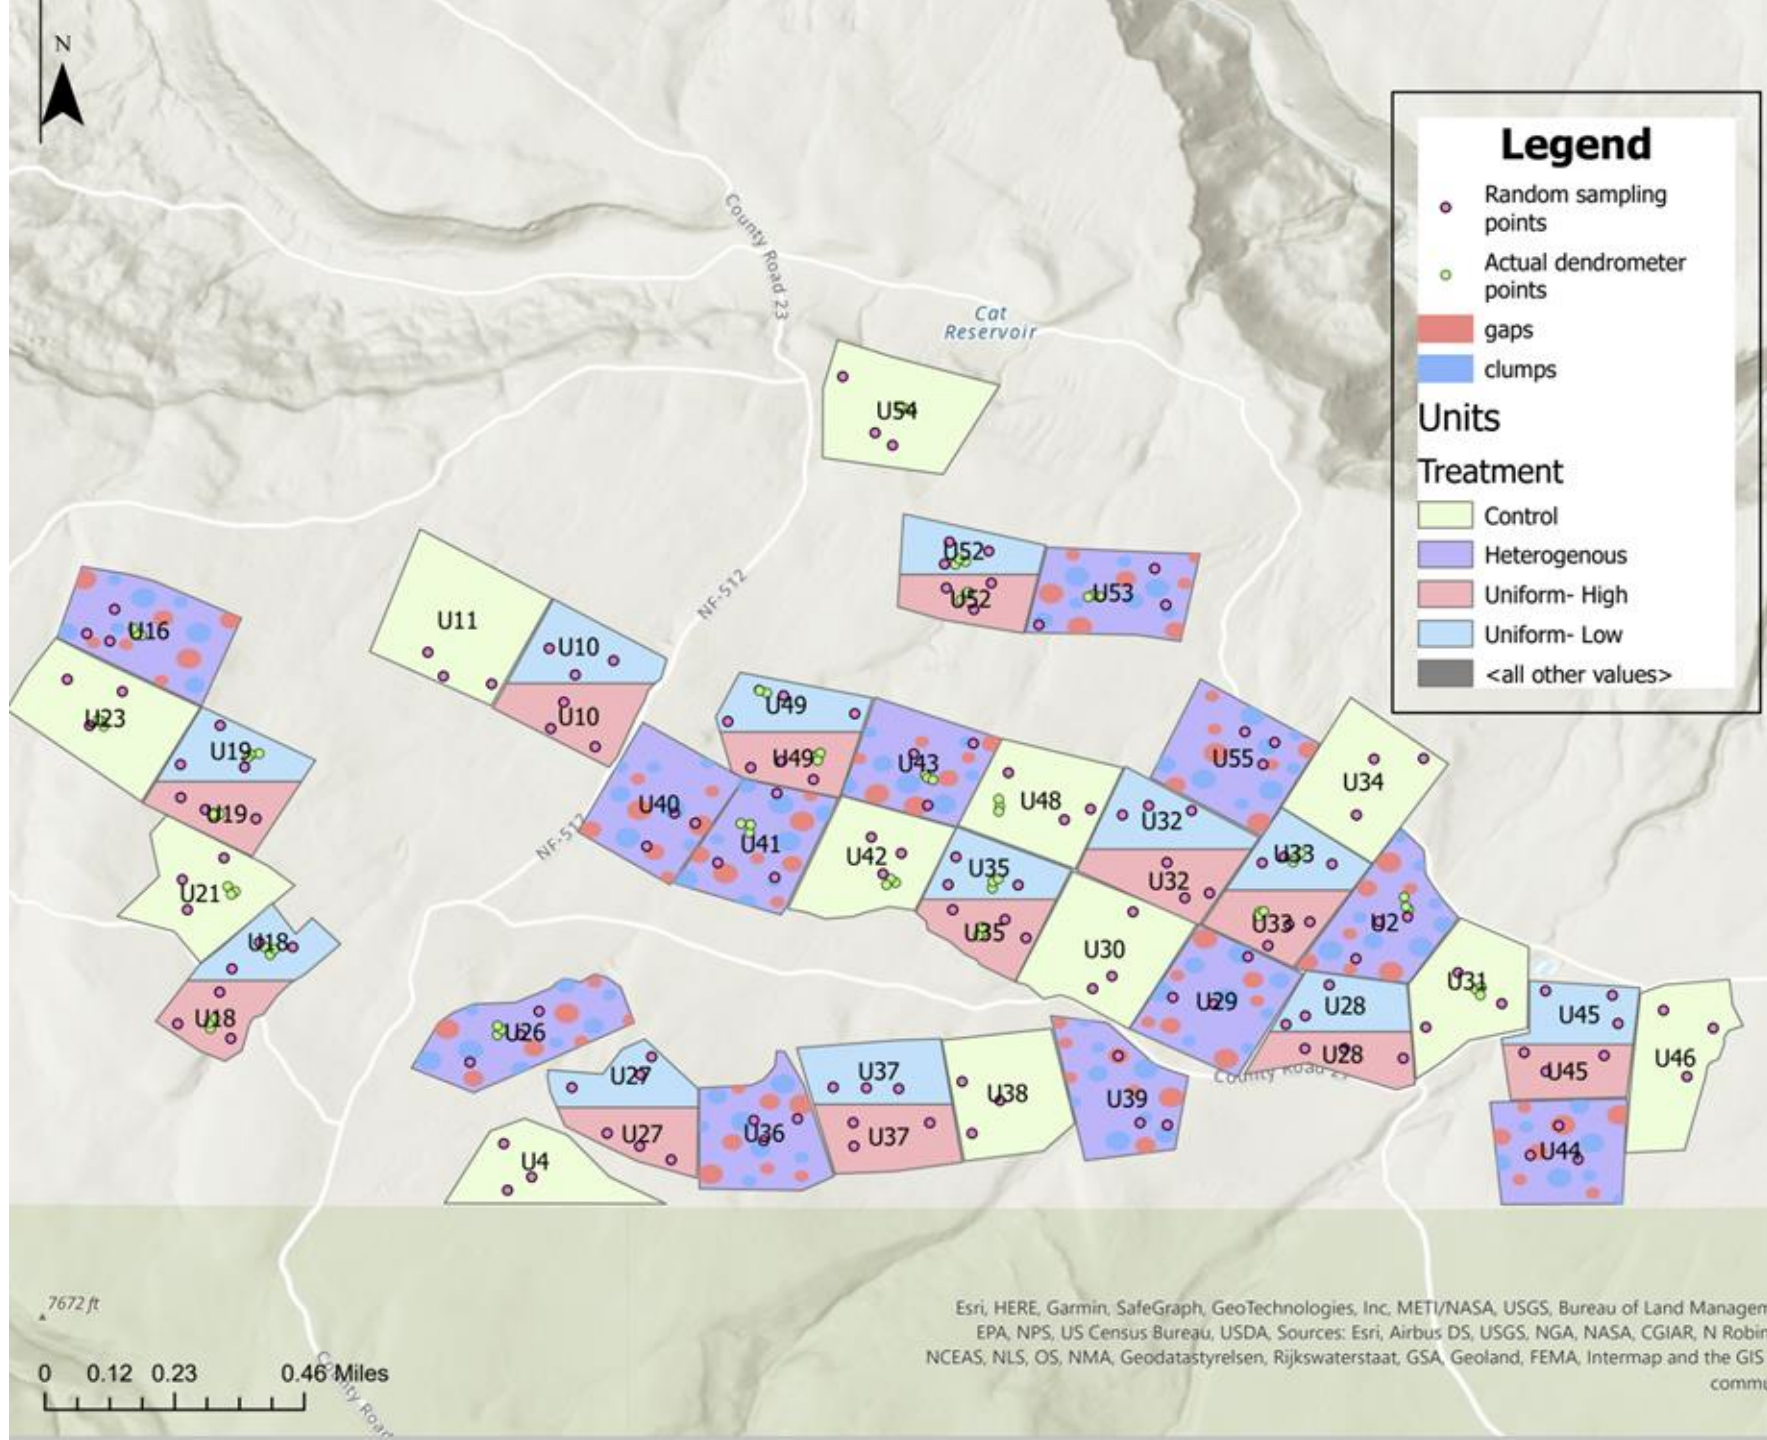 N
County Road 23
Cat
Reservoir
Legend
Random sampling
points
Actual dendrometer
points
gaps
clumps
Units
Treatment
Control
Heterogenous
Uniform- High
Uniform- Low
<all other values>
U54
U52
U52
U53
NF-512
U11
U10
U10
U16
U23
U19
U19
U21
U18
U18
U49
U49
U43
U48
U40
U41
U42
NF-512
U55
U34
U32
U32
U33
U33
U35
U35
U2
U30
U29
U31
U28
U28
County Road
U45
U45
U46
U44
U26
U27
U27
U4
U36
U37
U37
U38
U39
7672 ft
0 0.12 0.23 0.46 Miles
County Road
Esri, HERE, Garmin, SafeGraph, GeoTechnologies, Inc, METI/NASA, USGS, Bureau of Land Managem
EPA, NPS, US Census Bureau, USDA, Sources: Esri, Airbus DS, USGS, NGA, NASA, CGIAR, N Robin
NCEAS, NLS, OS, NMA, Geodatastyrelsen, Rijkswaterstaat, GSA, Geoland, FEMA, Intermap and the GIS
commu